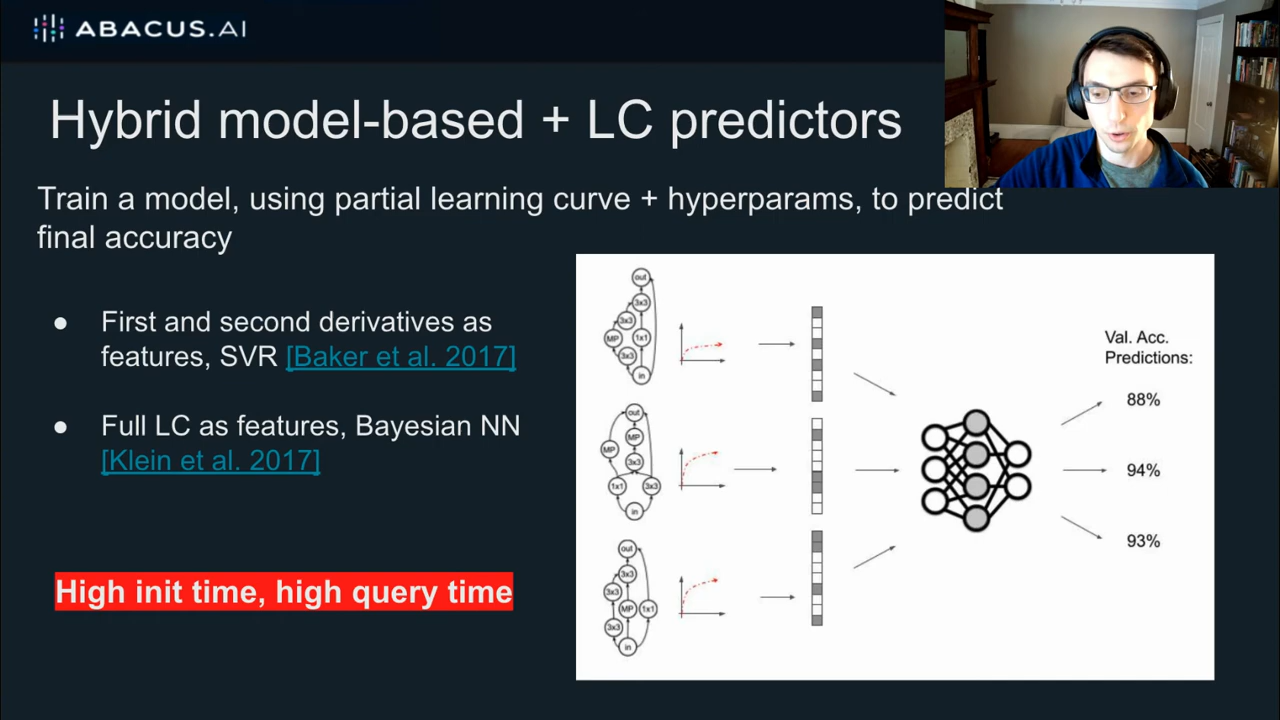 ABACUS.AI
Hybrid model-based + LC predictors
Train a model, using partial learning curve + hyperparams, to predict
final accuracy
● First and second derivatives as
features, SVR [Baker et al. 2017]
● Full LC as features, Bayesian NN
[Klein et al. 2017]
High init time, high query time
out
3x3
3x3
MP
1x1
3x3
in
out
MP
MP
3x3
1x1
3x3
in
out
3x3
3x3
MP
1x1
3x3
in
Val. Acc.
Predictions:
88%
94%
93%